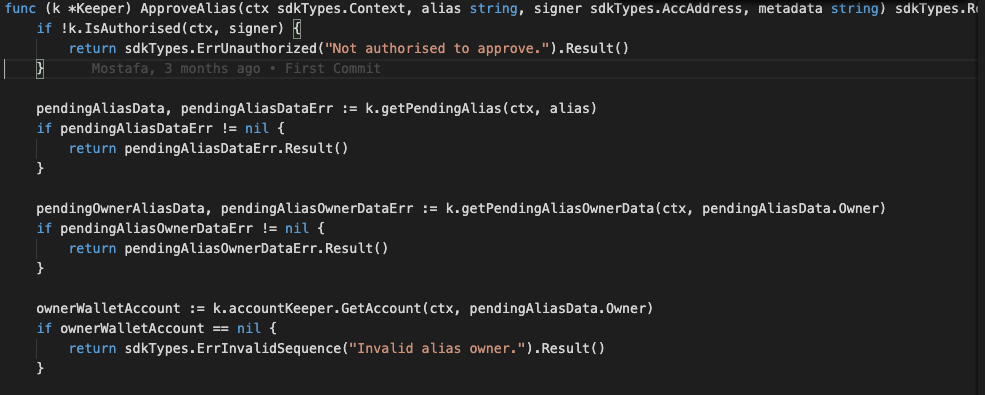 func (k *Keeper) ApproveAlias(ctx sdkTypes.Context, alias string, signer sdkTypes.AccAddress, metadata string) sdkTypes.Re
if !k.IsAuthorised(ctx, signer) {
return sdkTypes.ErrUnauthorized("Not authorised to approve.").Result()
} Mostafa, 3 months ago • First Commit
pendingAliasData, pendingAliasDataErr := k.getPendingAlias(ctx, alias)
if pendingAliasDataErr != nil {
return pendingAliasDataErr.Result()
}
pendingOwnerAliasData, pendingAliasOwnerDataErr := k.getPendingAliasOwnerData(ctx, pendingAliasData.Owner)
if pendingAliasOwnerDataErr != nil {
return pendingAliasOwnerDataErr.Result()
}
ownerWalletAccount := k.accountKeeper.GetAccount(ctx, pendingAliasData.Owner)
if ownerWalletAccount == nil {
return sdkTypes.ErrInvalidSequence("Invalid alias owner.").Result()
}